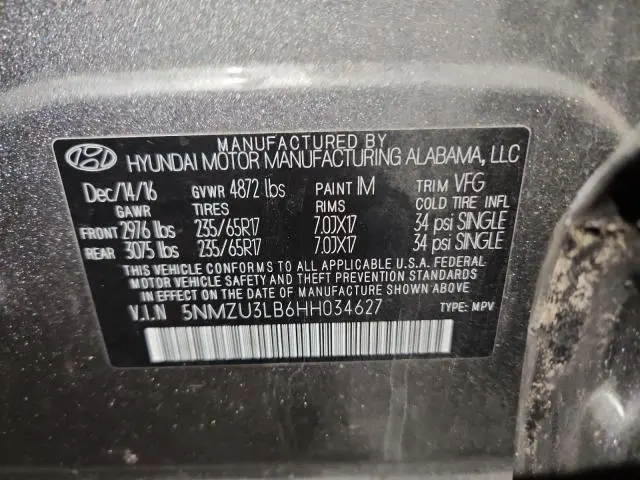 MANUFACTURED BY
HYUNDAI MOTOR MANUFACTURING ALABAMA, LLC
Dec/14/16 GVWR 4872 lbs PAINT IM TRIM VFG
GAWR TIRES RIMS COLD TIRE INFL
FRONT 2976 lbs 235/65R17 7.0JX17 34 psi SINGLE
REAR 3075 lbs 235/65R17 7.0JX17 34 psi SINGLE
THIS VEHICLE CONFORMS TO ALL APPLICABLE U.S.A. FEDERAL
MOTOR VEHICLE SAFETY AND THEFT PREVENTION STANDARDS
IN EFFECT ON THE DATE OF MANUFACTURE SHOWN ABOVE.
V.I.N 5NMZU3LB6HH034627 TYPE: MPV